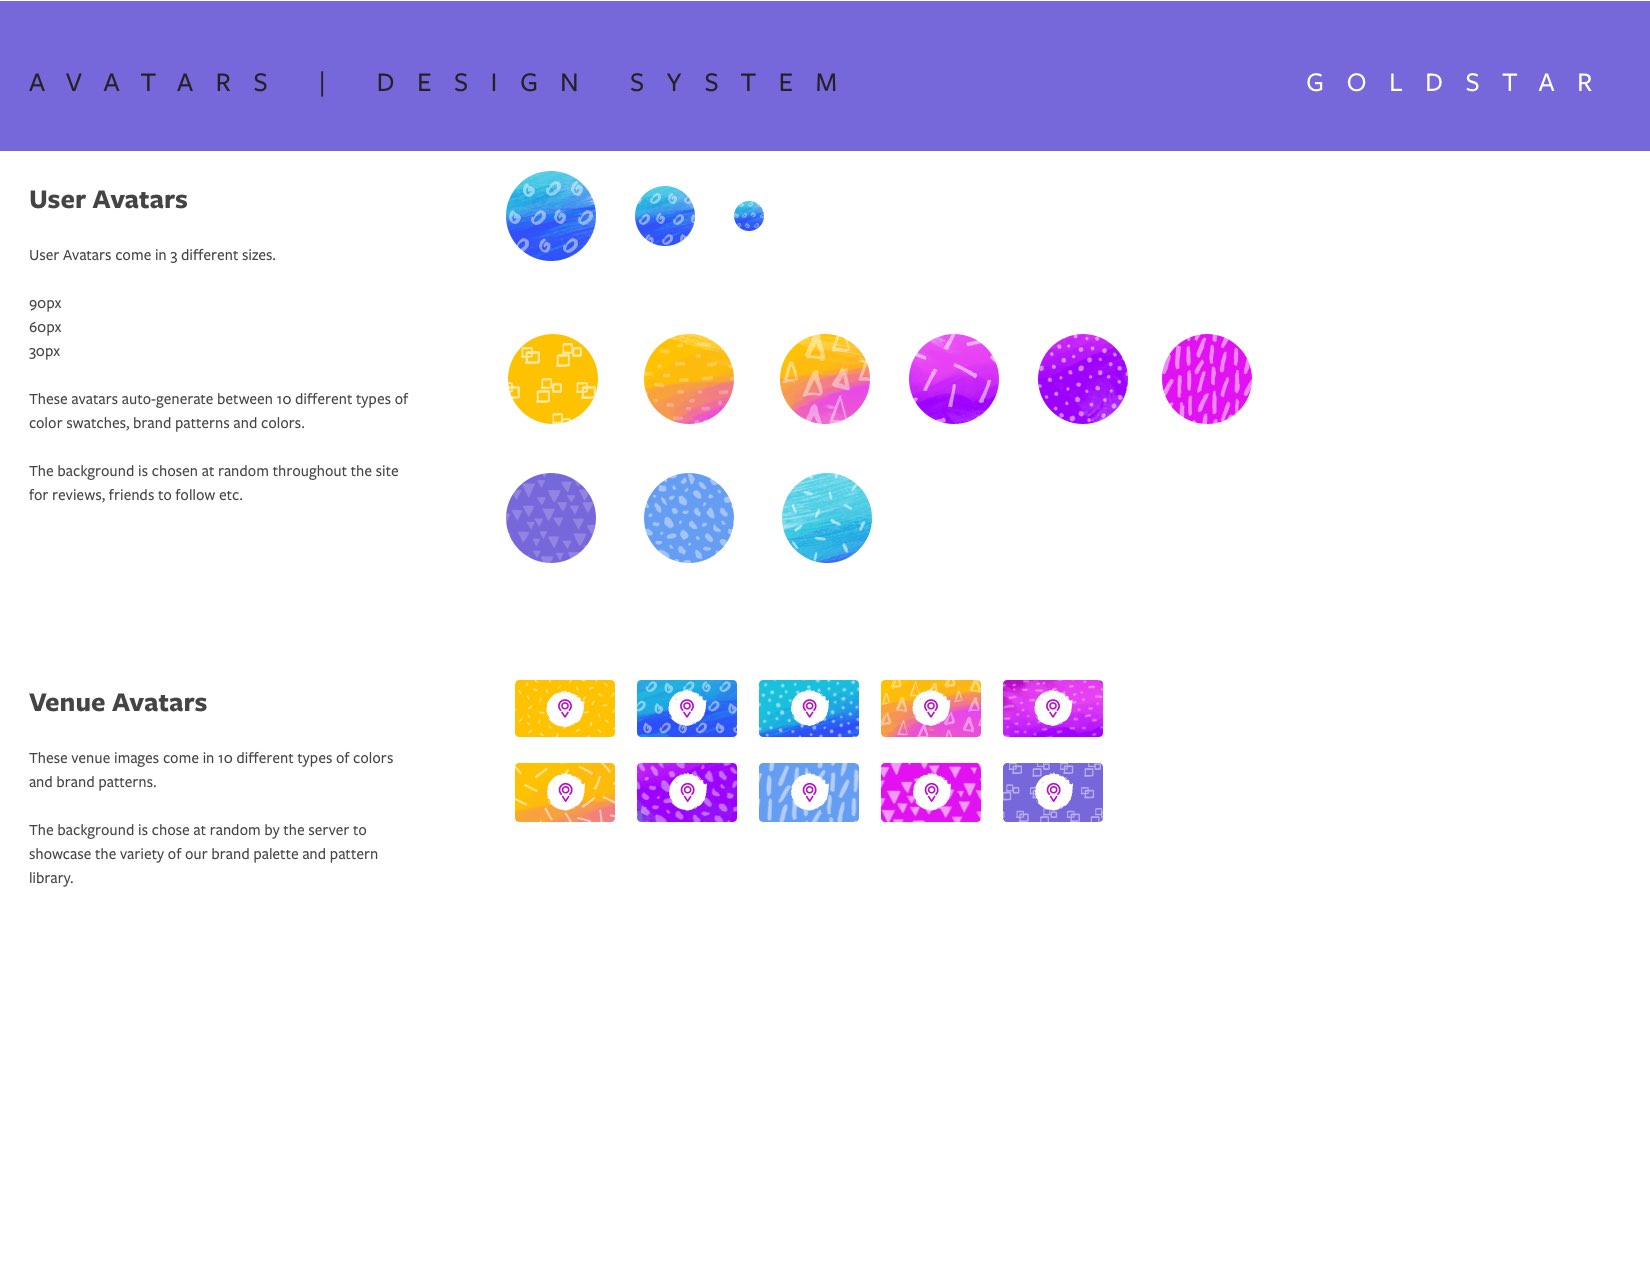 AVATARS | DESIGN SYSTEM
GOLDSTAR
User Avatars
User Avatars come in 3 different sizes.
90px
60px
30px
These avatars auto-generate between 10 different types of
color swatches, brand patterns and colors.
The background is chosen at random throughout the site
for reviews, friends to follow etc.
Venue Avatars
These venue images come in 10 different types of colors
and brand patterns.
The background is chose at random by the server to
showcase the variety of our brand palette and pattern
library.